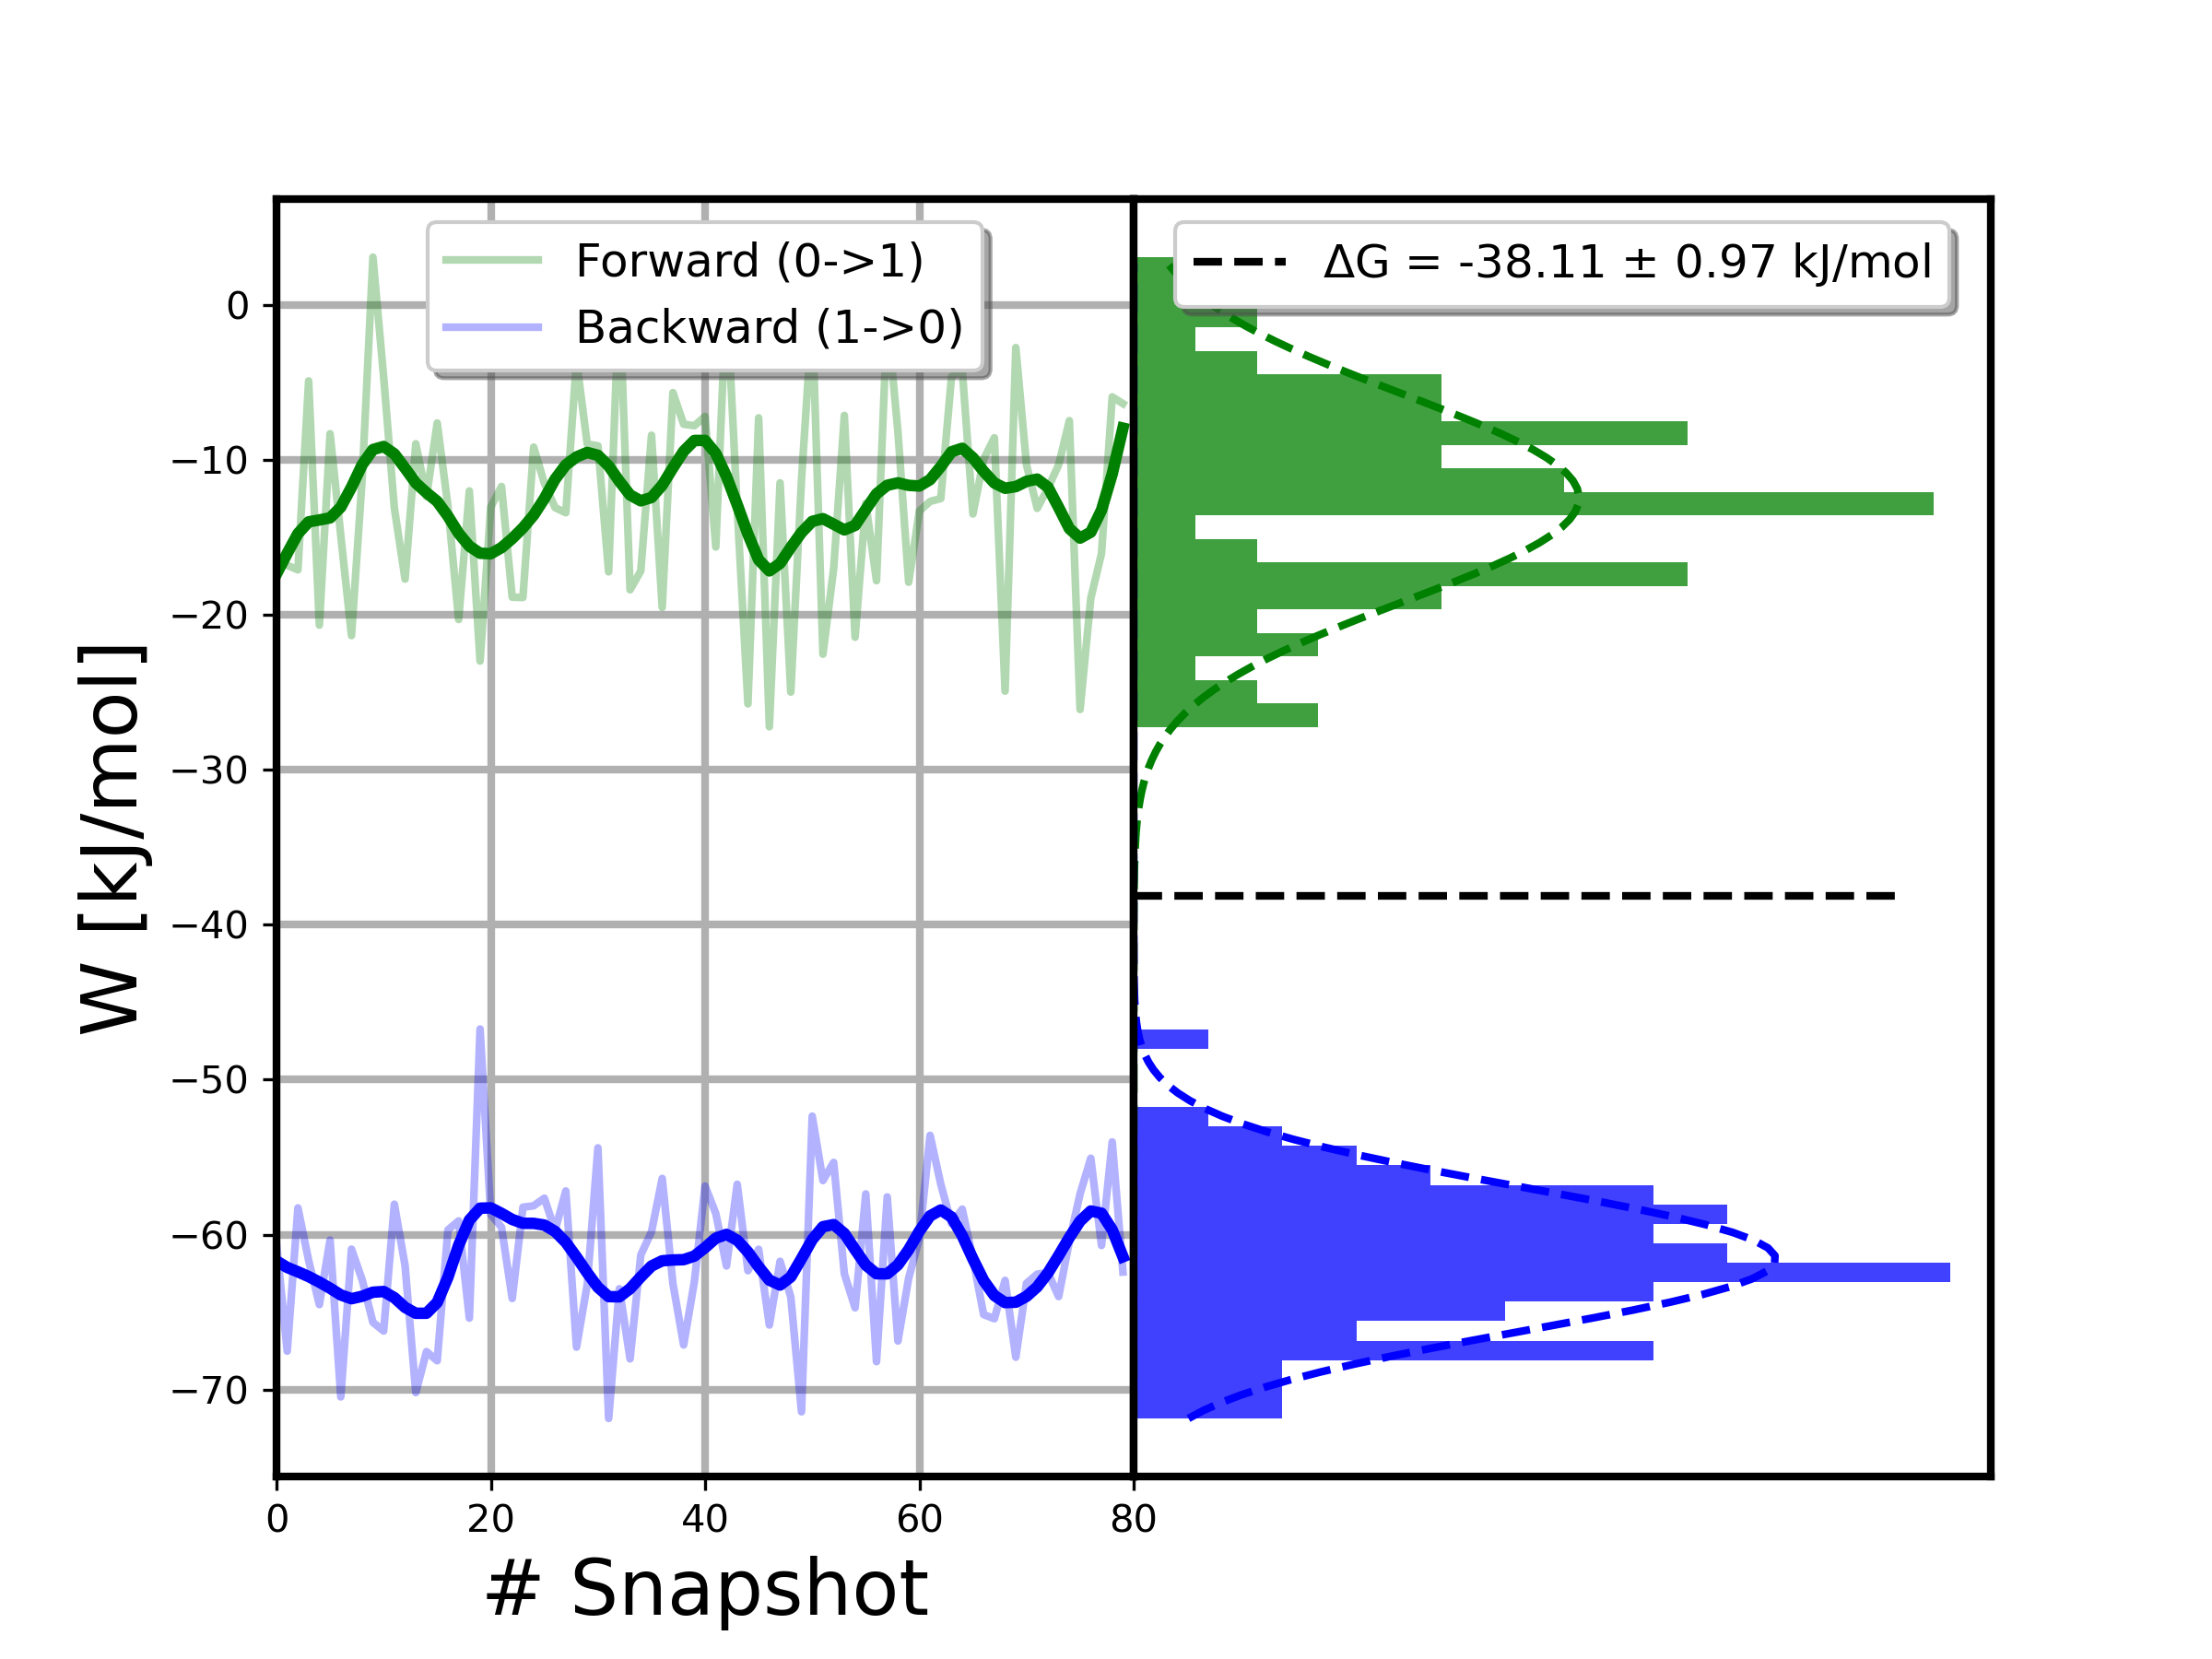 Forward (0->1)
Backward (1->0)
ΔG = -38.11 ± 0.97 kJ/mol
W [kJ/mol]
0
−10
−20
−30
−40
−50
−60
−70
0 20 40 60 80
# Snapshot